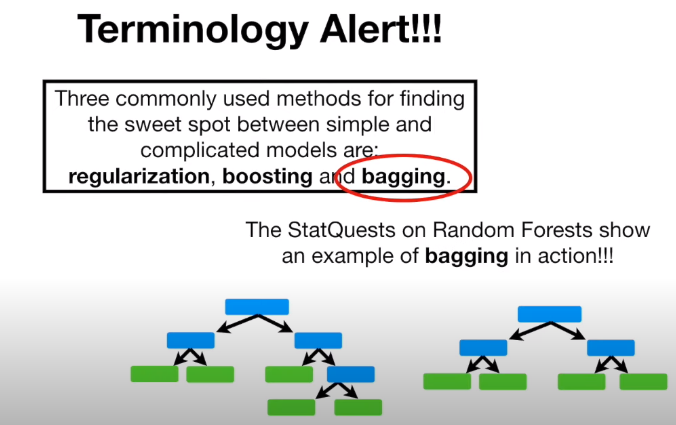 Terminology Alert!!!
Three commonly used methods for finding
the sweet spot between simple and
complicated models are:
regularization, boosting and bagging.
The StatQuests on Random Forests show
an example of bagging in action!!!